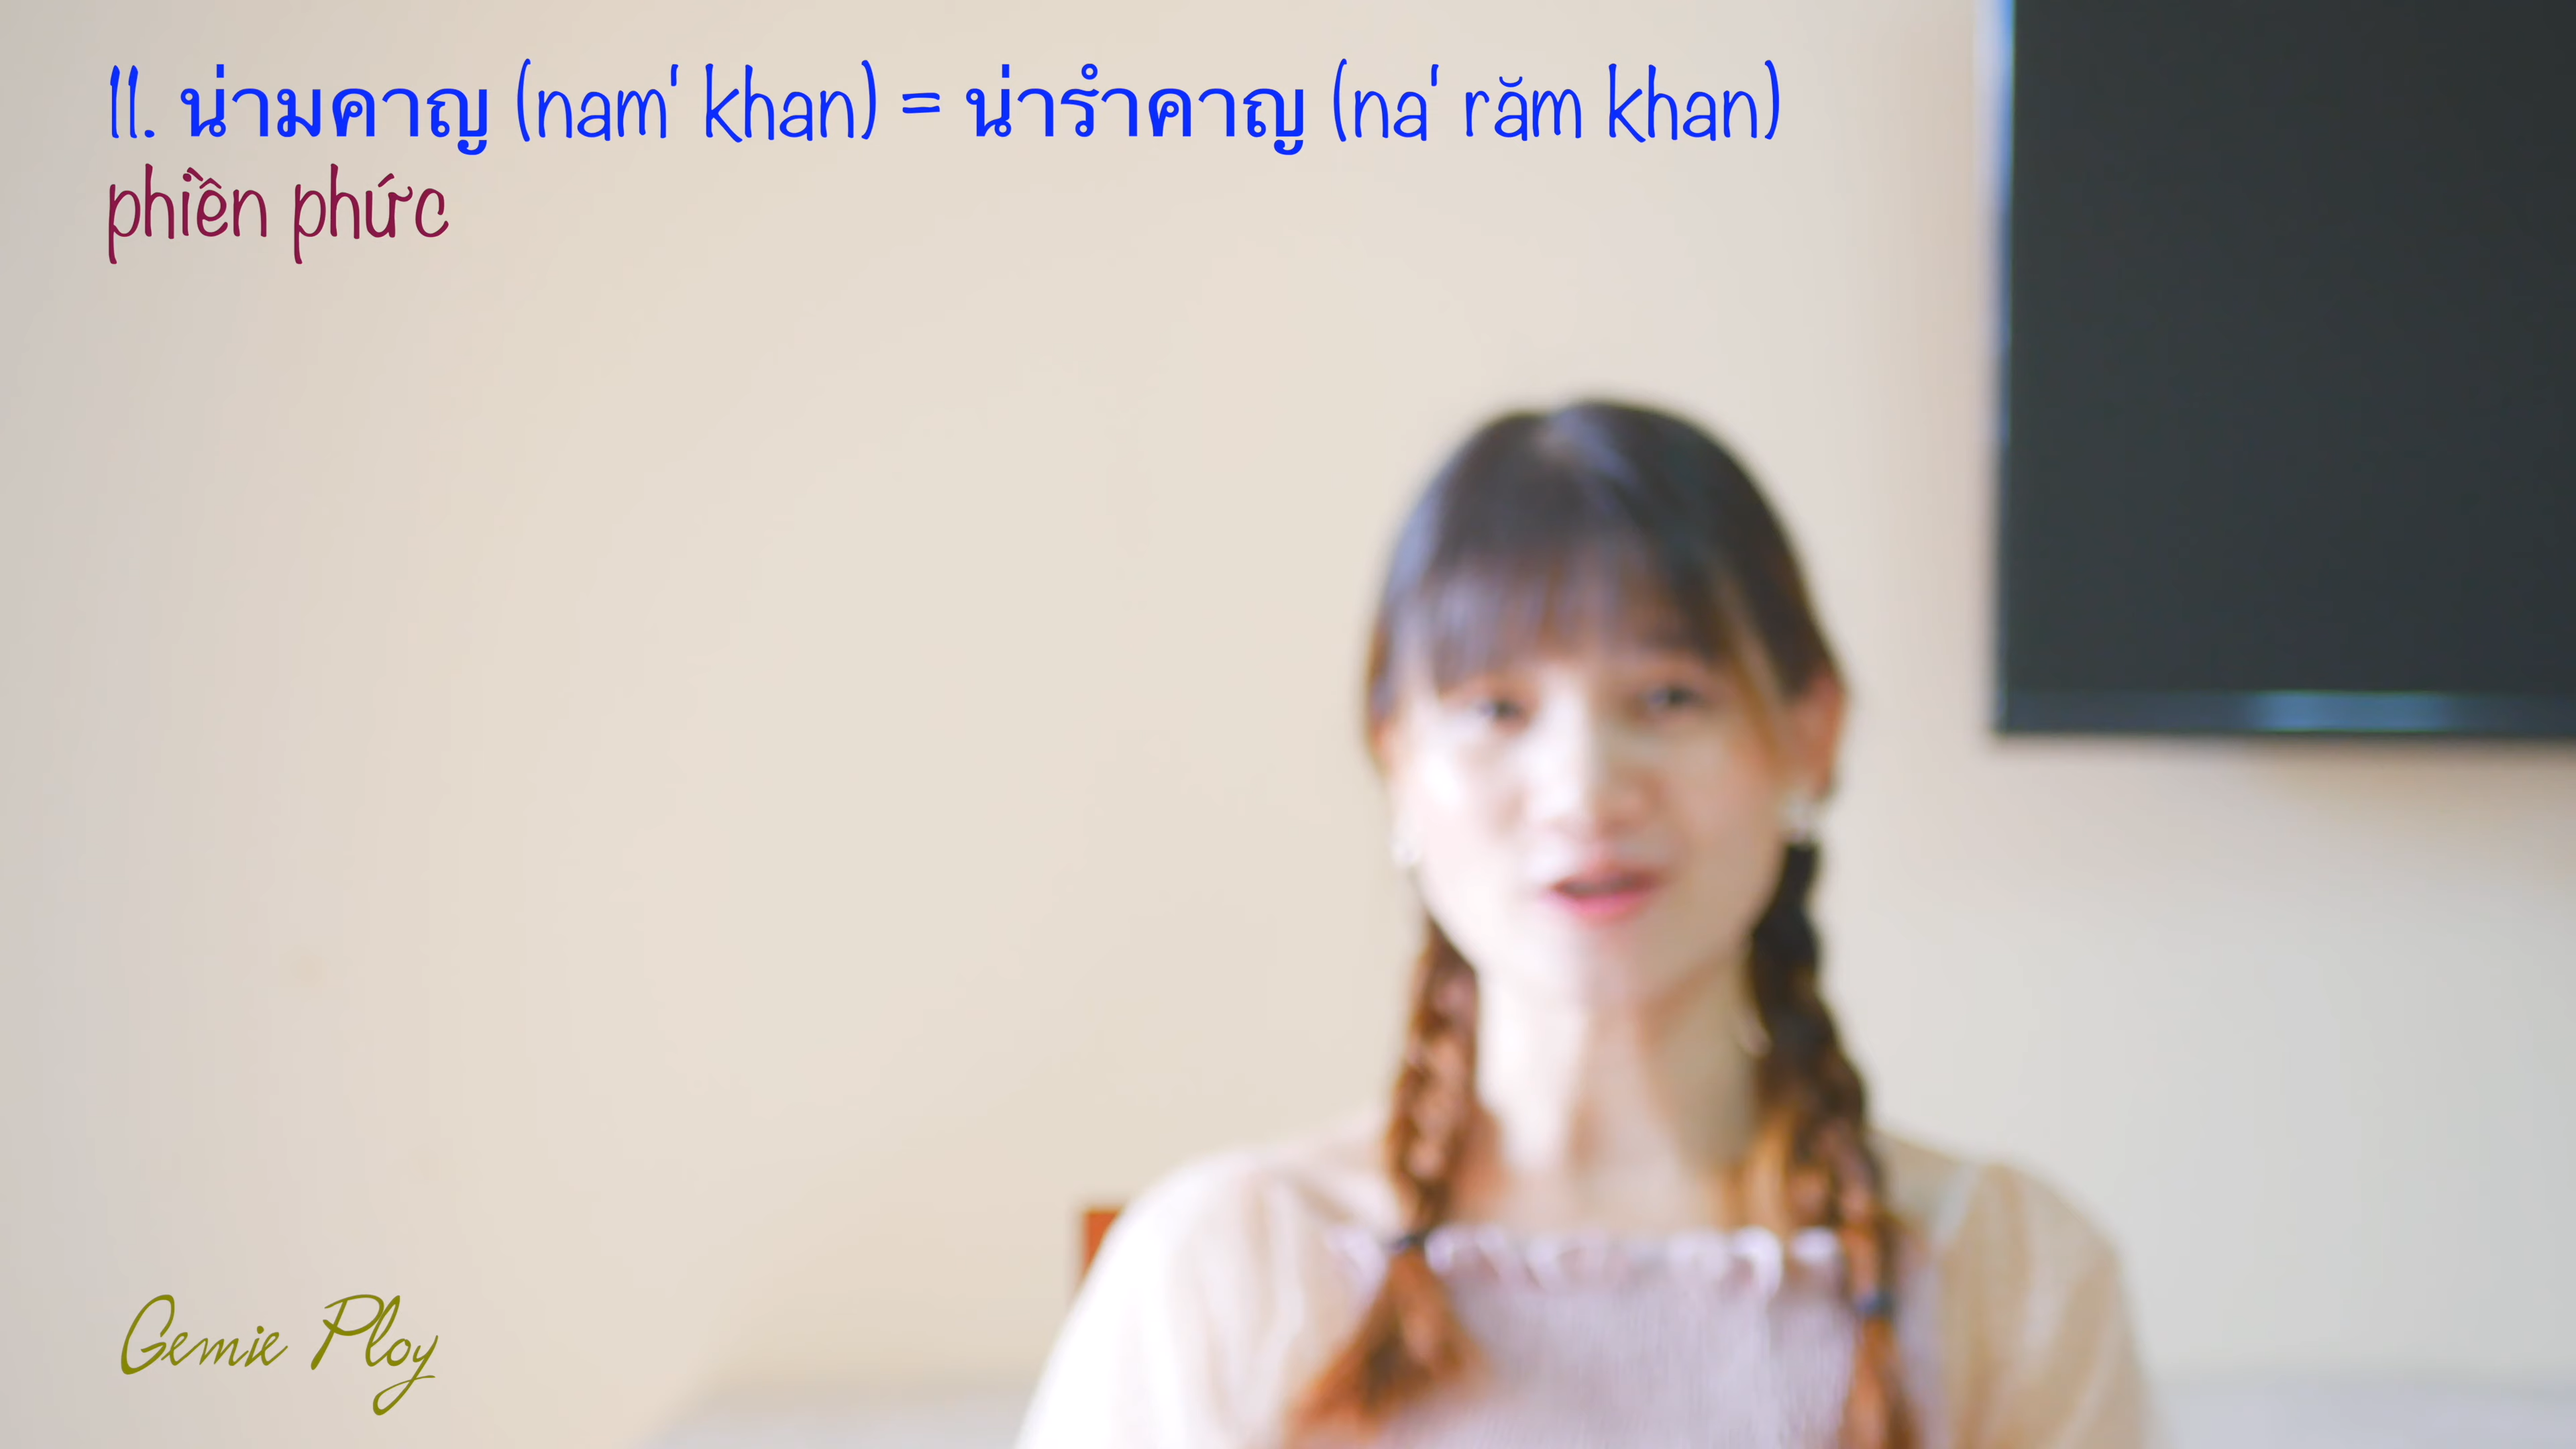 11. น่ามคาญ (nam' khan) = น่ารำคาญ (na' răm khan)
phiền phức
Gemie Ploy